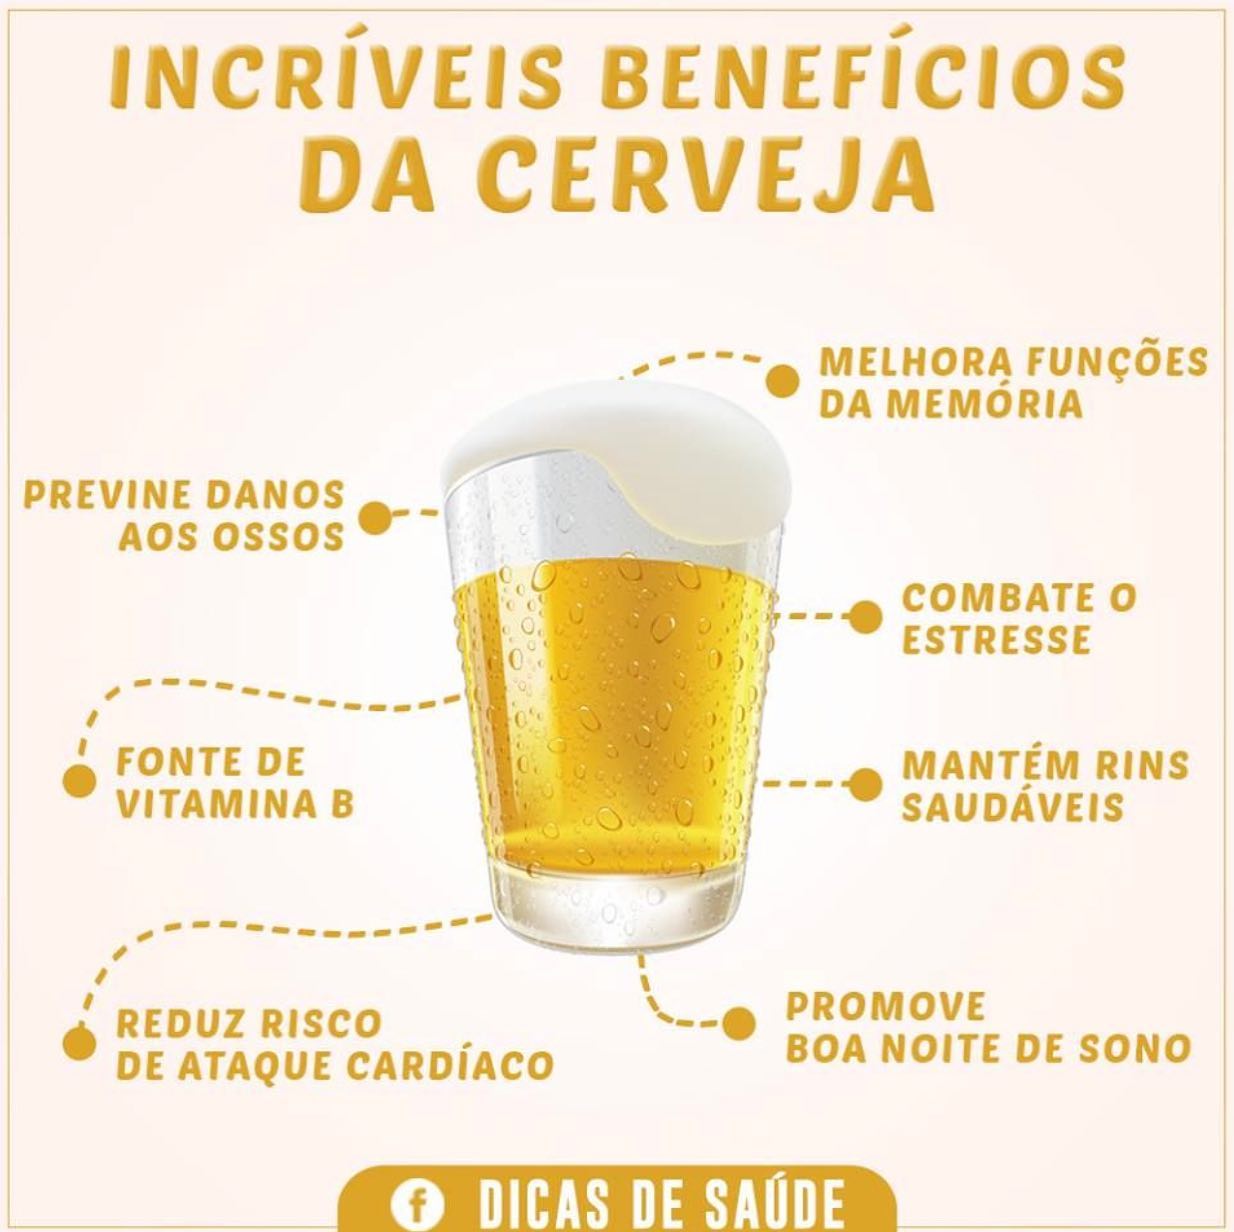 INCRÍVEIS BENEFÍCIOS
DA CERVEJA
MELHORA FUNÇÕES
DA MEMÓRIA
PREVINE DANOS
AOS OSSOS
COMBATE O
ESTRESSE
FONTE DE
VITAMINA B
MANTÉM RINS
SAUDÁVEIS
REDUZ RISCO
DE ATAQUE CARDÍACO
PROMOVE
BOA NOITE DE SONO
f DICAS DE SAÚDE